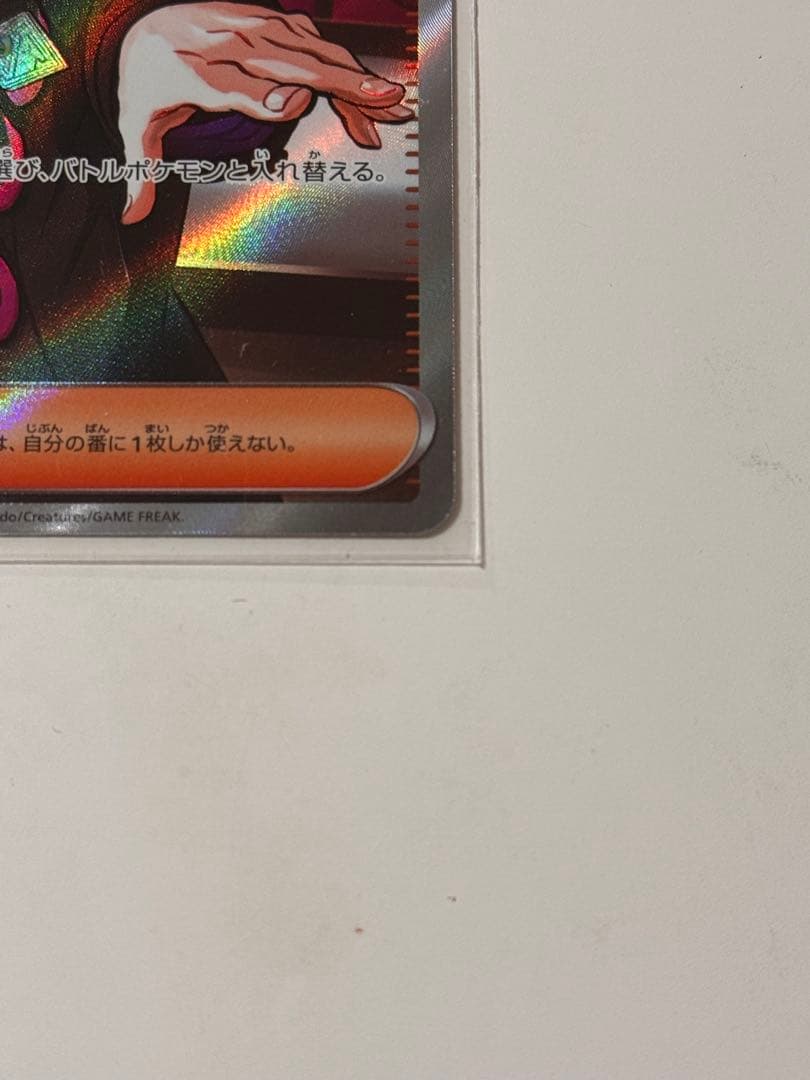 選び、バトルポケモンと入れ替える。
は、自分の番に1枚しか使えない。
do/Creatures/GAME FREAK.